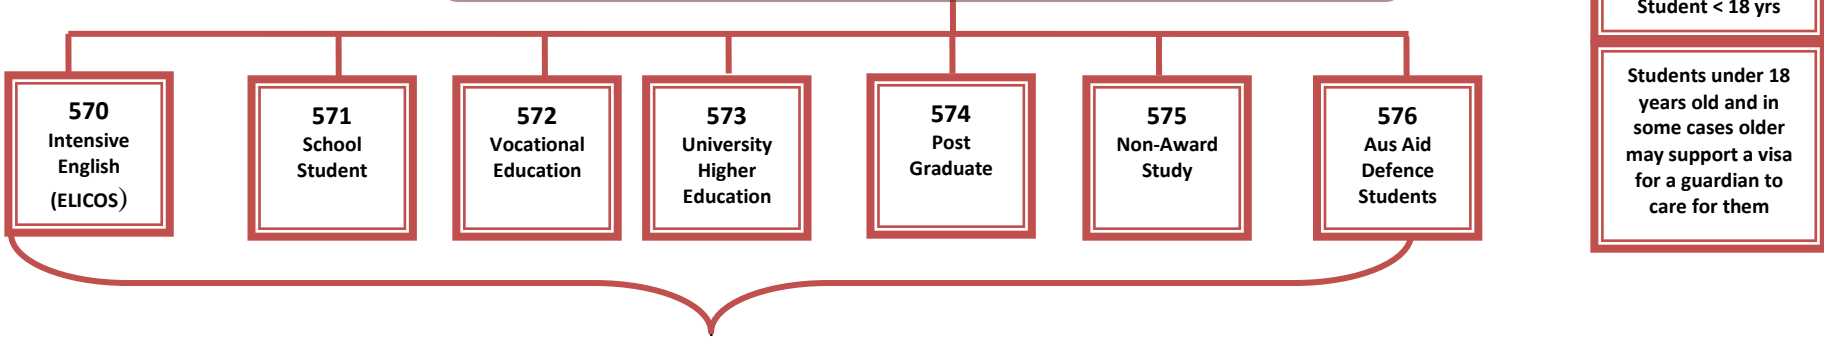 Student < 18 yrs
570
Intensive
English
(ELICOS)
571
School
Student
572
Vocational
Education
573
University
Higher
Education
574
Post
Graduate
575
Non-Award
Study
576
Aus Aid
Defence
Students
Students under 18
years old and in
some cases older
may support a visa
for a guardian to
care for them